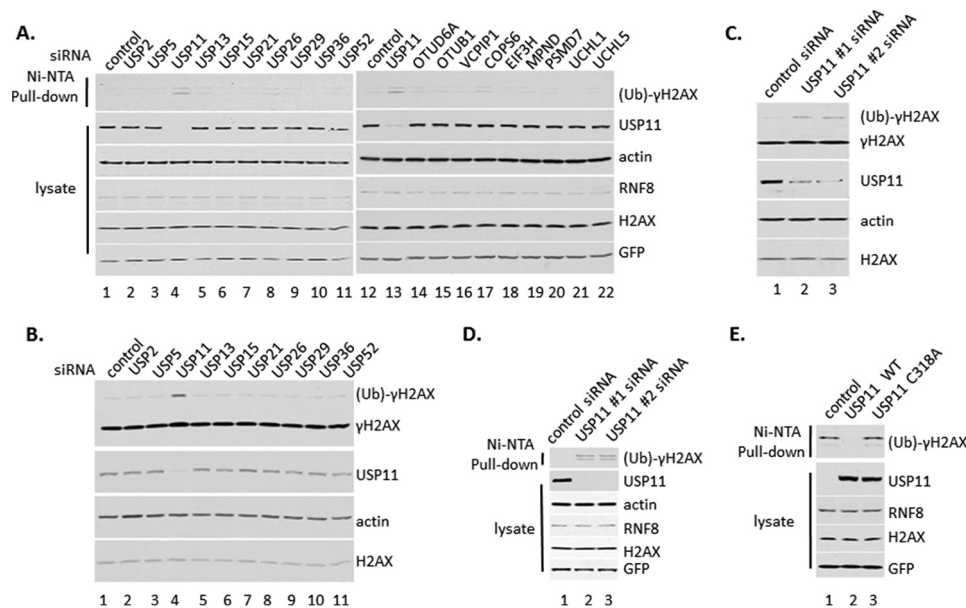 A.
siRNA
control USP2 USP5 USP11 USP13 USP15 USP21 USP26 USP29 USP36 USP52
control USP11 OTUD6A OTUB1 VCPIP1 COPS6 EIF3H MPND PSMD7 UCHL1 UCHL5
Ni-NTA
Pull-down
(Ub)-γH2AX
USP11
actin
lysate
RNF8
H2AX
GFP
1 2 3 4 5 6 7 8 9 10 11 12 13 14 15 16 17 18 19 20 21 22
B.
siRNA
control USP2 USP5 USP11 USP13 USP15 USP21 USP26 USP29 USP36 USP52
(Ub)-γH2AX
γH2AX
USP11
actin
H2AX
1 2 3 4 5 6 7 8 9 10 11
C.
control siRNA
USP11 #1 siRNA
USP11 #2 siRNA
(Ub)-γH2AX
γH2AX
USP11
actin
H2AX
1 2 3
D.
control siRNA
USP11 #1 siRNA
USP11 #2 siRNA
Ni-NTA
Pull-down
(Ub)-γH2AX
USP11
actin
lysate
RNF8
H2AX
GFP
1 2 3
E.
control
USP11 WT
USP11 C318A
Ni-NTA
Pull-down
(Ub)-γH2AX
USP11
RNF8
lysate
H2AX
GFP
1 2 3